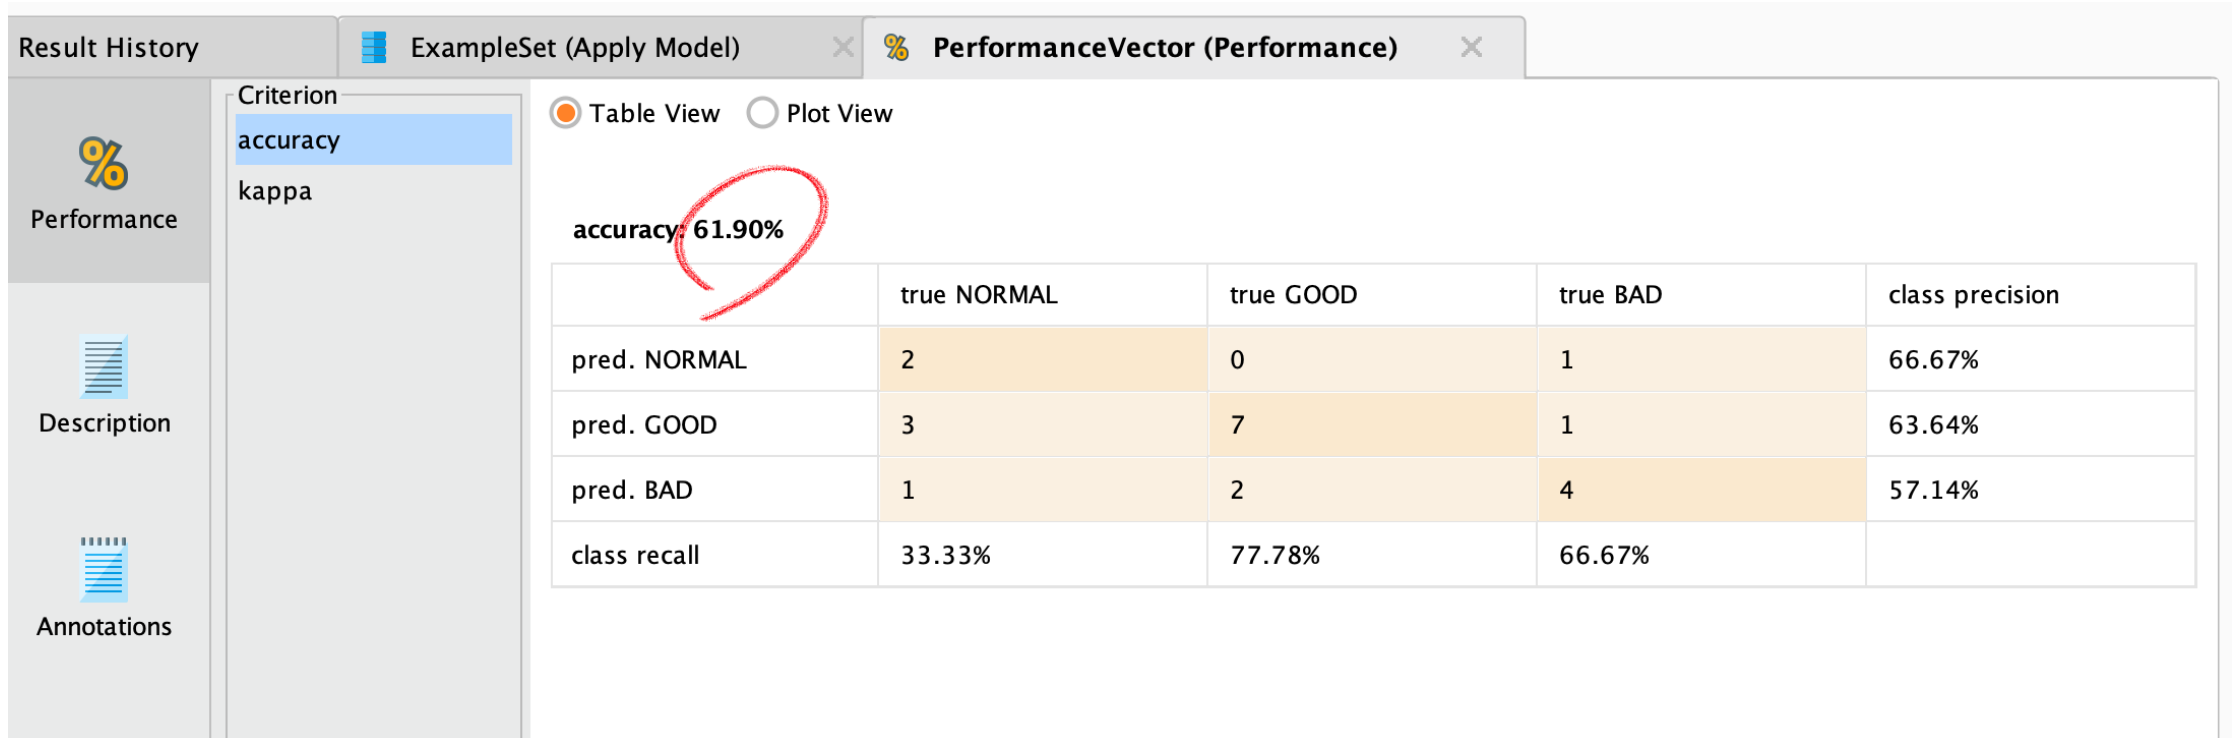 Result History
ExampleSet (Apply Model)
% PerformanceVector (Performance)
%
Performance
Description
Annotations
Criterion
accuracy
kappa
Table View
Plot View
accuracy: 61.90%
true NORMAL true GOOD true BAD class precision
pred. NORMAL 2 0 1 66.67%
pred. GOOD 3 7 1 63.64%
pred. BAD 1 2 4 57.14%
class recall 33.33% 77.78% 66.67%